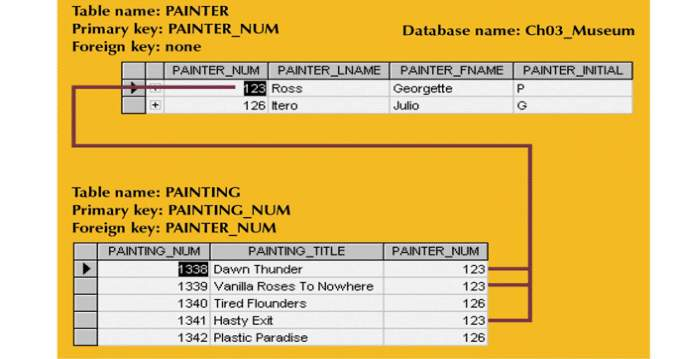 Table name: PAINTER
Primary key: PAINTER_NUM
Database name: Ch03_Museum
Foreign key: none
PAINTER_NUM PAINTER_LNAME PAINTER_FNAME PAINTER_INITIAL
123 Ross Georgette P
126 Itero Julio G
Table name: PAINTING
Primary key: PAINTING_NUM
Foreign key: PAINTER_NUM
PAINTING_NUM PAINTING_TITLE PAINTER_NUM
1338 Dawn Thunder 123
1339 Vanilla Roses To Nowhere 123
1340 Tired Flounders 126
1341 Hasty Exit 123
1342 Plastic Paradise 126